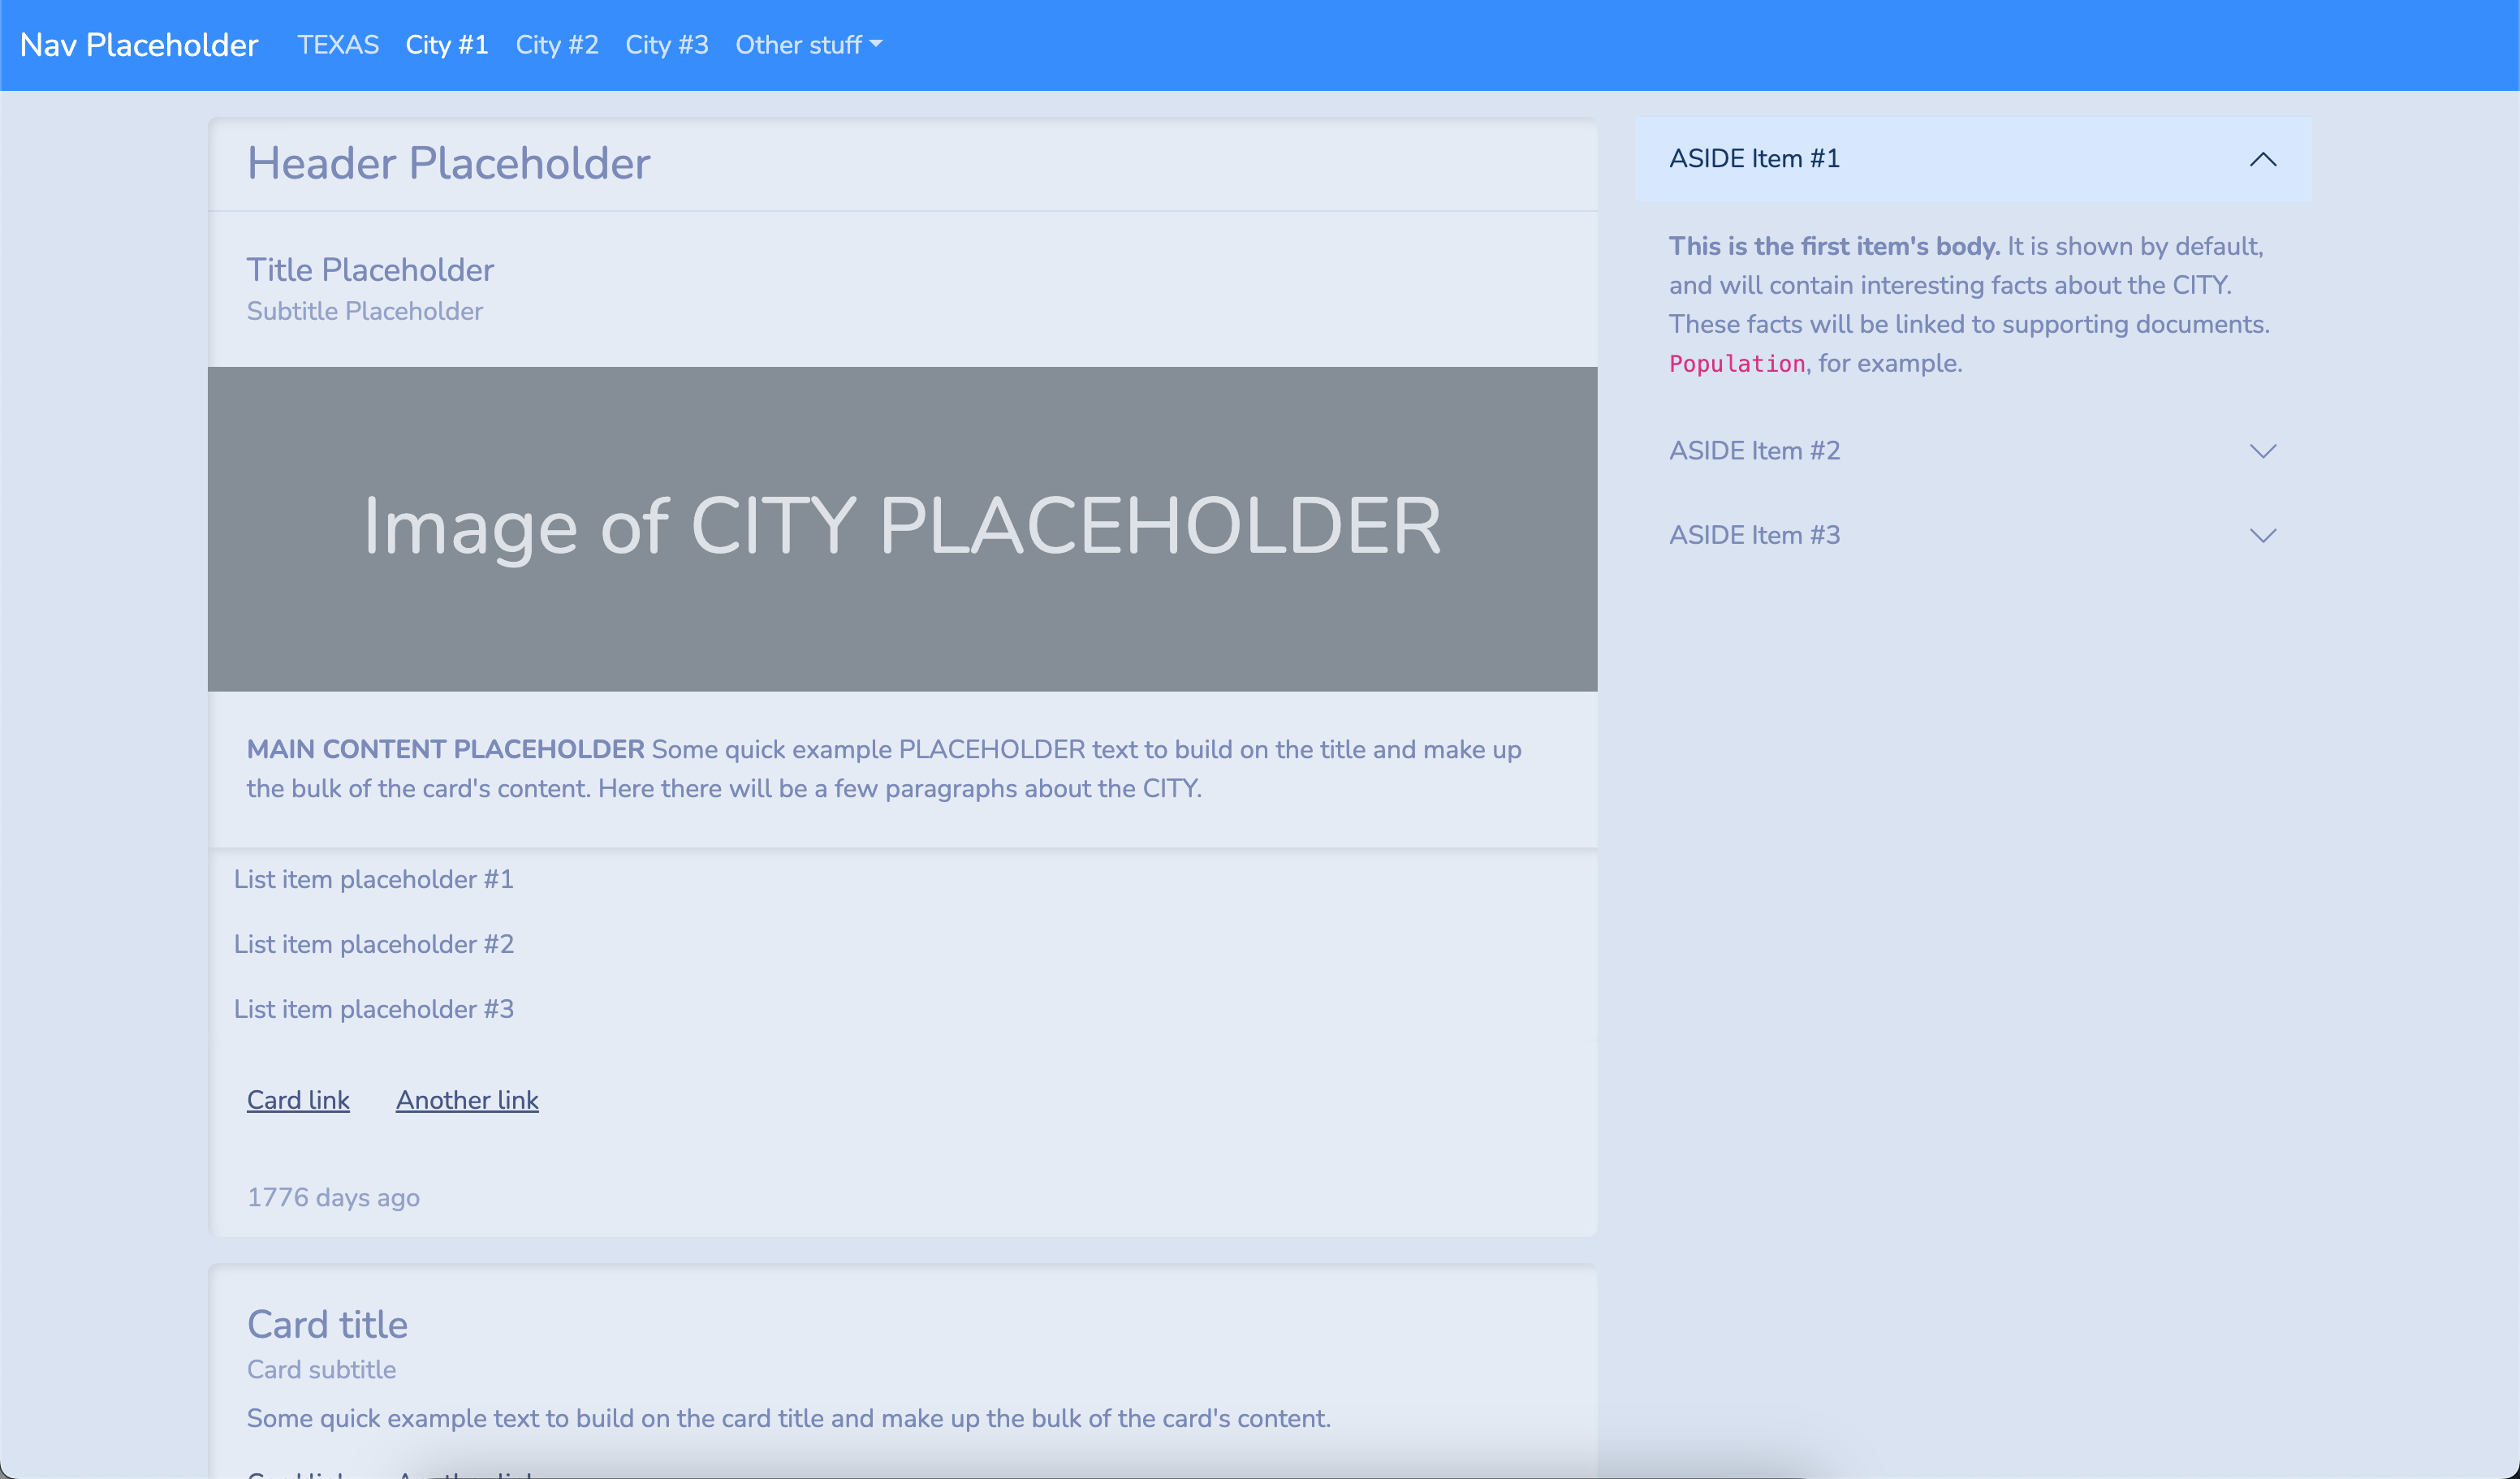 Nav Placeholder TEXAS City #1 City #2 City #3 Other stuff
Header Placeholder
Title Placeholder
Subtitle Placeholder
Image of CITY PLACEHOLDER
MAIN CONTENT PLACEHOLDER Some quick example PLACEHOLDER text to build on the title and make up
the bulk of the card's content. Here there will be a few paragraphs about the CITY.
List item placeholder #1
List item placeholder #2
List item placeholder #3
Card link Another link
1776 days ago
Card title
Card subtitle
Some quick example text to build on the card title and make up the bulk of the card's content.
ASIDE Item #1
This is the first item's body. It is shown by default,
and will contain interesting facts about the CITY.
These facts will be linked to supporting documents.
Population, for example.
ASIDE Item #2
ASIDE Item #3